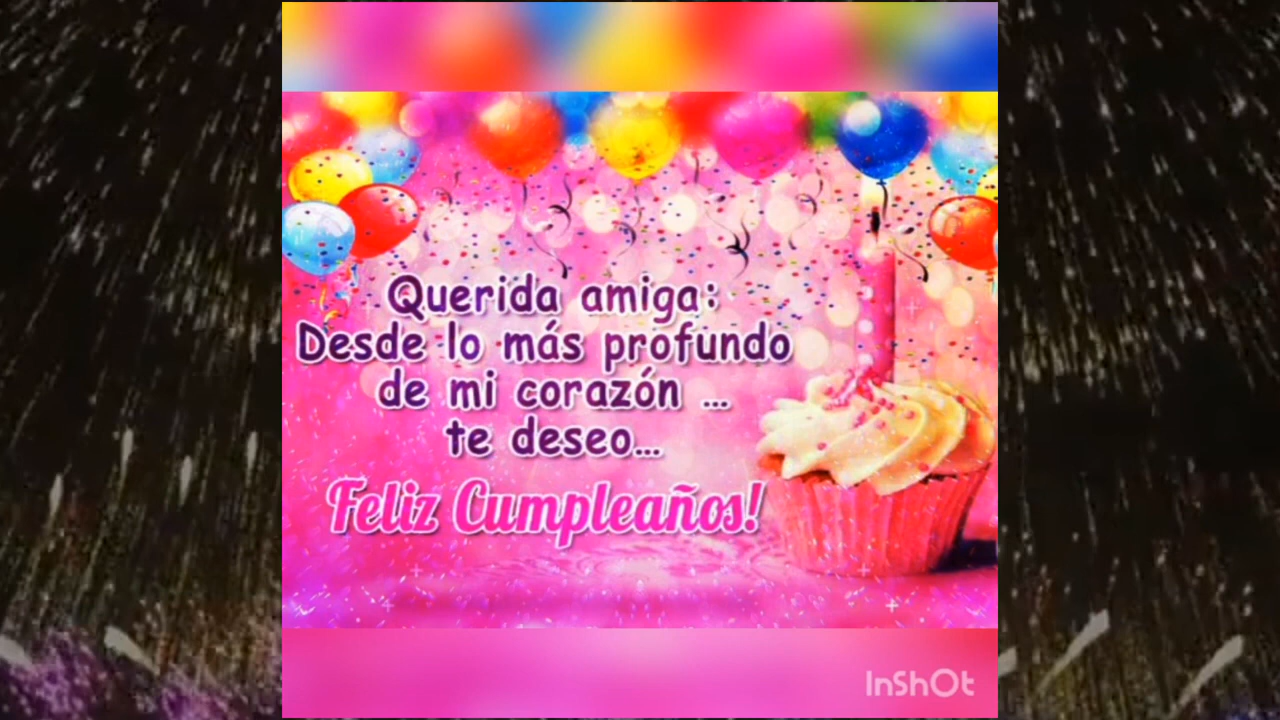 Querida amiga:
Desde lo más profundo
de mi corazón ...
te deseo...
Feliz Cumpleaños!
InShOt